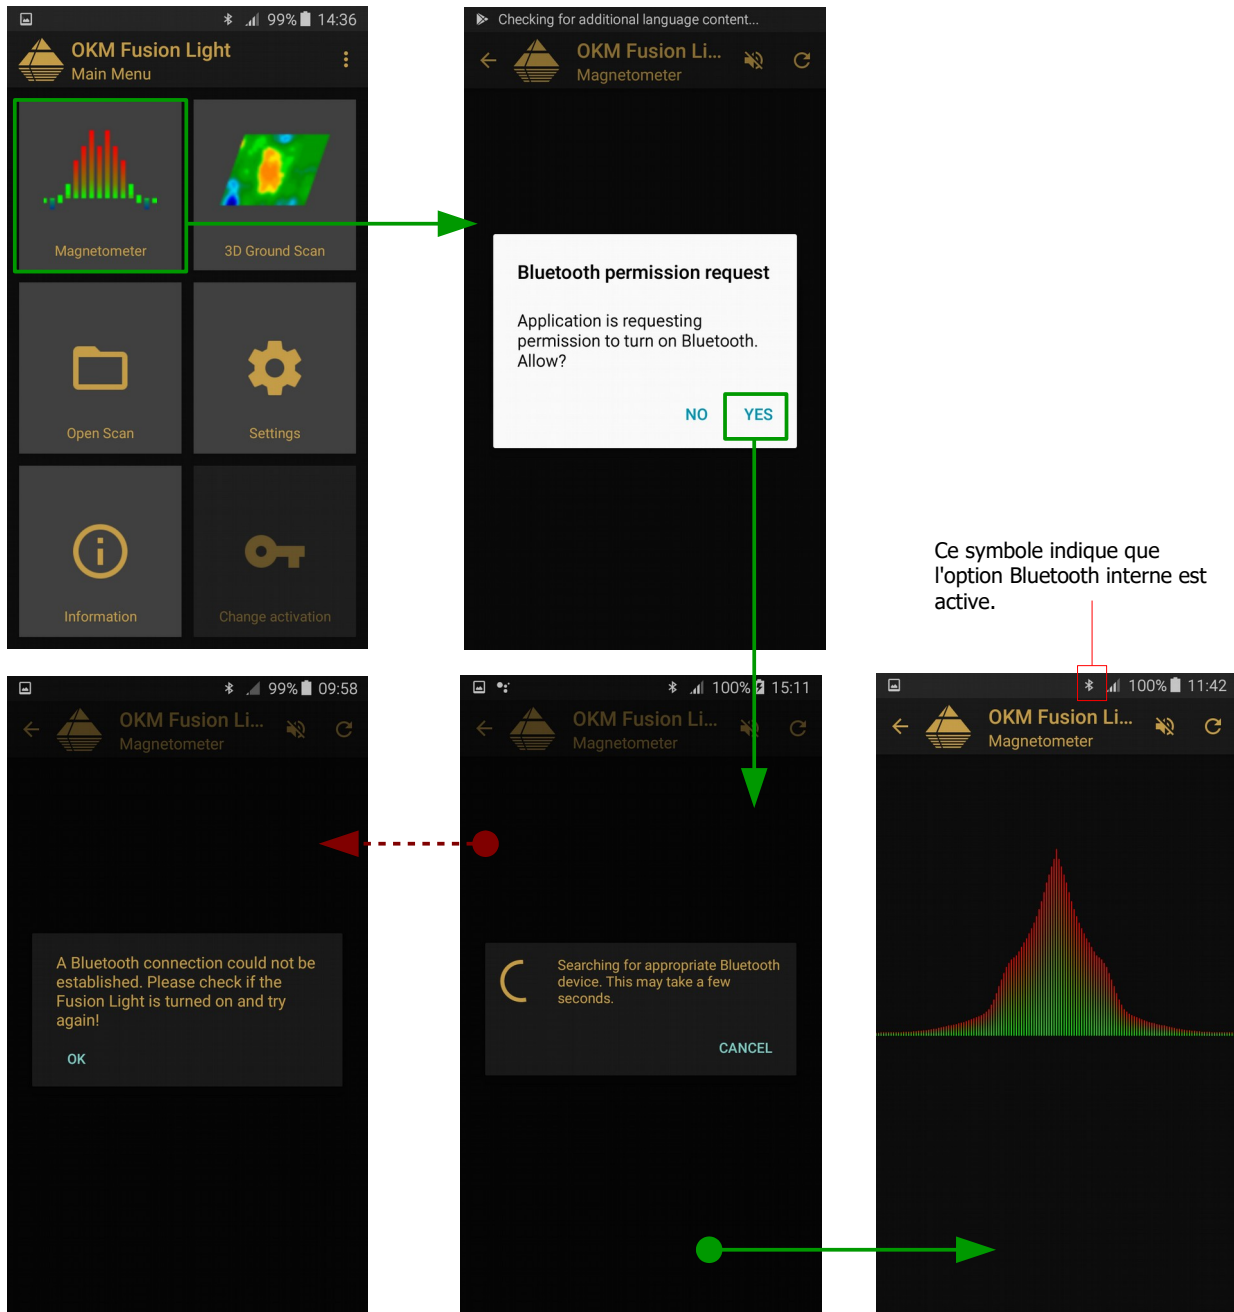 99% 14:36
OKM Fusion Light
Main Menu
Magnetometer
3D Ground Scan
Open Scan
Settings
Information
Change activation
Checking for additional language content...
OKM Fusion Li...
Magnetometer
Bluetooth permission request
Application is requesting
permission to turn on Bluetooth.
Allow?
NO YES
Ce symbole indique que
l'option Bluetooth interne est
active.
99% 09:58
OKM Fusion Li...
Magnetometer
A Bluetooth connection could not be
established. Please check if the
Fusion Light is turned on and try
again!
OK
100% 15:11
OKM Fusion Li...
Magnetometer
Searching for appropriate Bluetooth
device. This may take a few
seconds.
CANCEL
100% 11:42
OKM Fusion Li...
Magnetometer